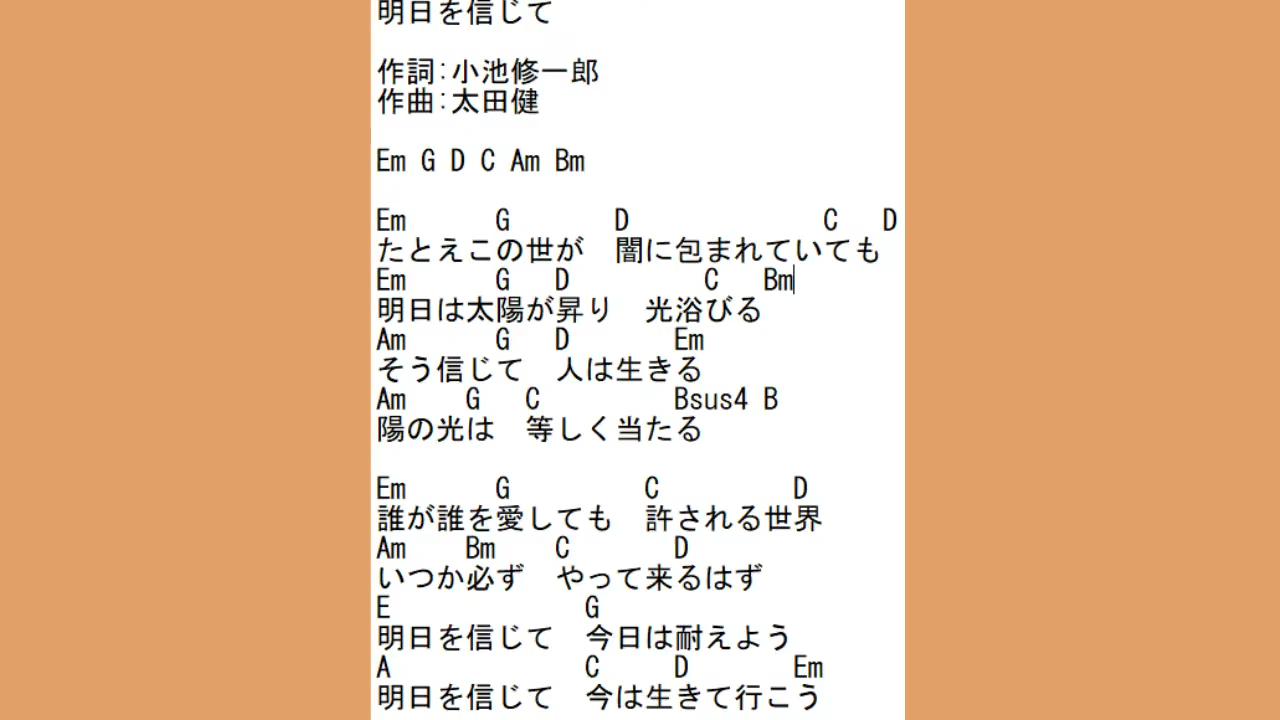 明日を信じて
作詞:小池修一郎
作曲:太田健
Em G D C Am Bm
Em G D C D
たとえこの世が 闇に包まれていても
Em G D C Bm
明日は太陽が昇り 光浴びる
Am G D Em
そう信じて 人は生きる
Am G C Bsus4 B
陽の光は 等しく当たる
Em G C D
誰が誰を愛しても 許される世界
Am Bm C D
いつか必ず やって来るはず
E G
明日を信じて 今日は耐えよう
A C D Em
明日を信じて 今は生きて行こう